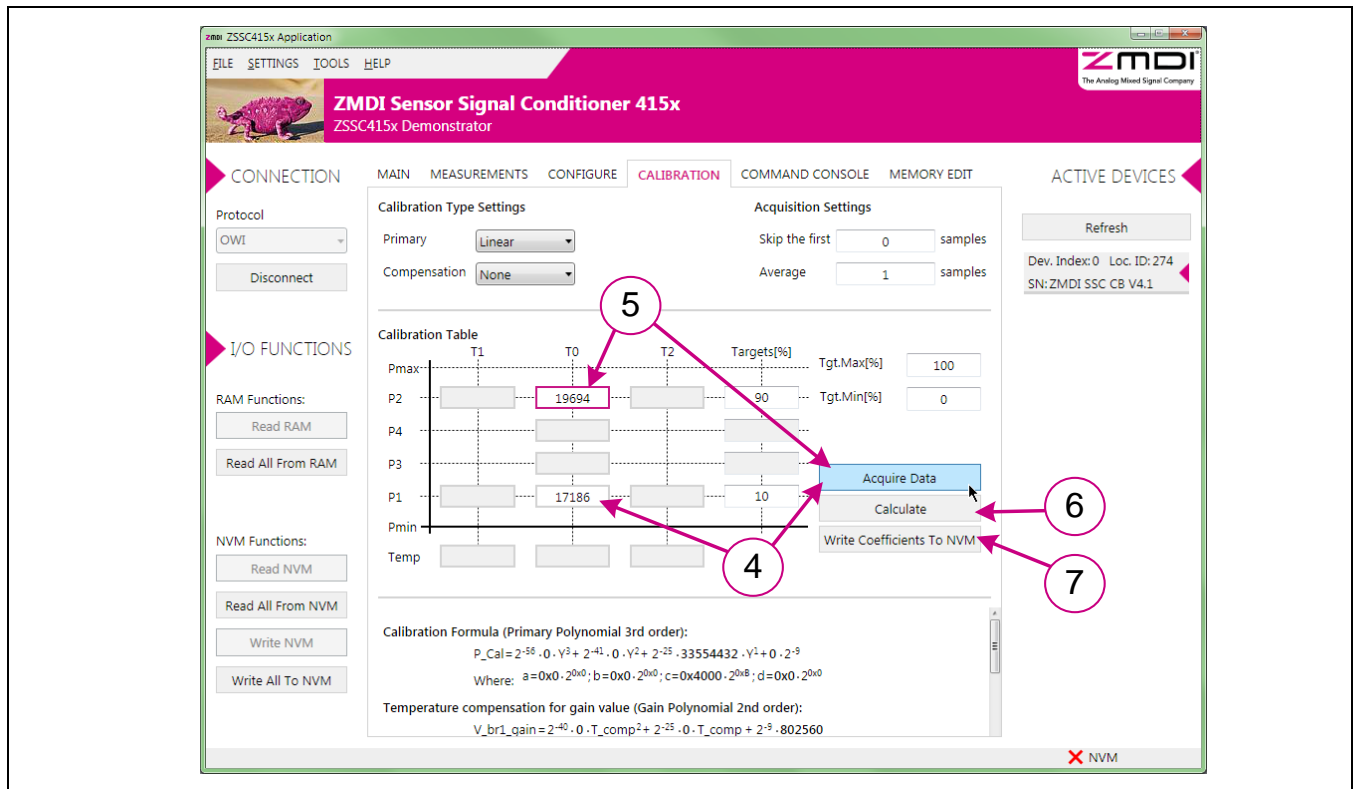 ZMDI ZSSC415x Application
FILE SETTINGS TOOLS HELP
ZMDI
The Analog Mixed Signal Company
ZMDI Sensor Signal Conditioner 415x
ZSSC415x Demonstrator
CONNECTION
Protocol
OWI
Disconnect
I/O FUNCTIONS
RAM Functions:
Read RAM
Read All From RAM
NVM Functions:
Read NVM
Read All From NVM
Write NVM
Write All To NVM
MAIN MEASUREMENTS CONFIGURE CALIBRATION COMMAND CONSOLE MEMORY EDIT
Calibration Type Settings
Primary Linear
Compensation None
Acquisition Settings
Skip the first 0 samples
Average 1 samples
5
Calibration Table
T1 T0 T2 Targets[%]
Pmax
Tgt.Max[%] 100
P2 19694 90 Tgt.Min[%] 0
P4
P3
Acquire Data
P1 17186 10
Calculate
6
Pmin
Write Coefficients To NVM
Temp
4
7
Calibration Formula (Primary Polynomial 3rd order):
P_Cal=2⁻⁵⁶·0·Y³+ 2⁻⁴¹·0·Y²+ 2⁻²⁵·33554432·Y¹+0·2⁻⁹
Where: a=0x0·2^0x0; b=0x0·2^0x0; c=0x4000·2^0xB; d=0x0·2^0x0
Temperature compensation for gain value (Gain Polynomial 2nd order):
V_br1_gain=2⁻⁴⁰·0·T_comp²+ 2⁻²⁵·0·T_comp + 2⁻⁹·802560
ACTIVE DEVICES
Refresh
Dev. Index: 0 Loc. ID: 274
SN: ZMDI SSC CB V4.1
NVM